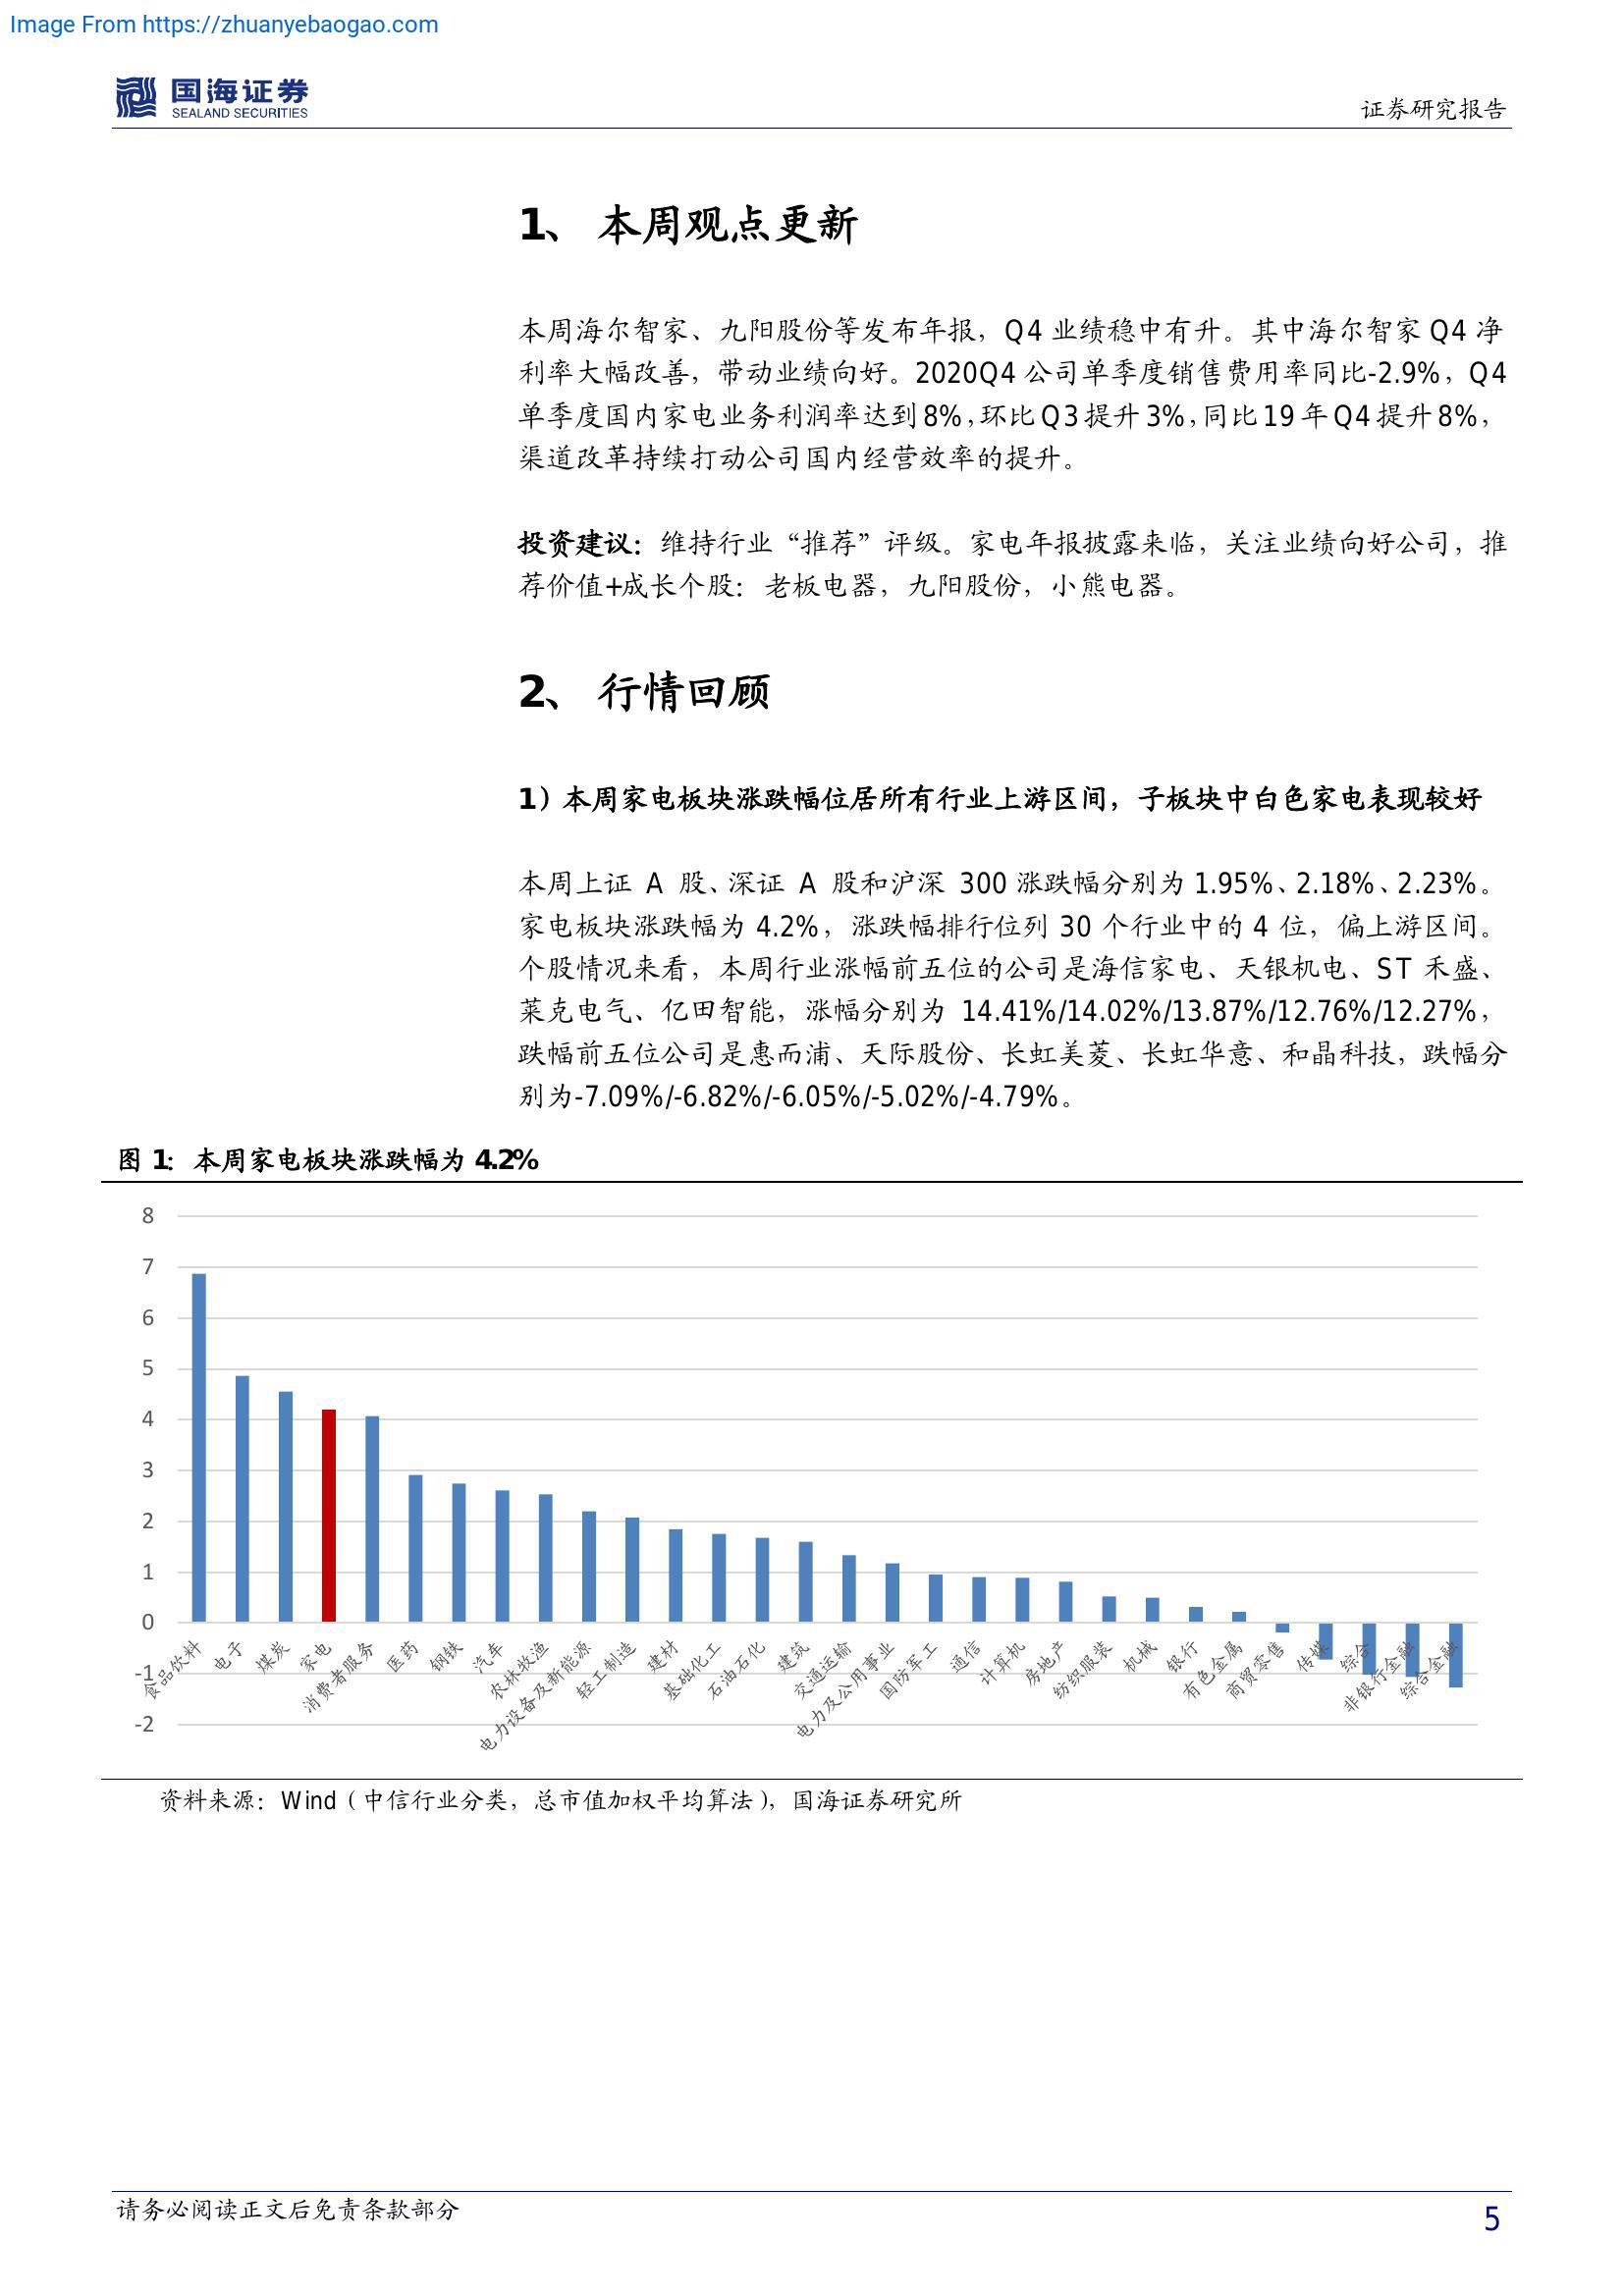 Image From https://zhuanyebaogao.com
国海证券
SEALAND SECURITIES
证券研究报告
1、 本周观点更新
本周海尔智家、九阳股份等发布年报，Q4 业绩稳中有升。其中海尔智家 Q4 净
利率大幅改善，带动业绩向好。2020Q4 公司单季度销售费用率同比-2.9%，Q4
单季度国内家电业务利润率达到 8%，环比 Q3 提升 3%，同比 19 年 Q4 提升 8%，
渠道改革持续打动公司国内经营效率的提升。
投资建议：维持行业“推荐”评级。家电年报披露来临，关注业绩向好公司，推
荐价值+成长个股：老板电器，九阳股份，小熊电器。
2、 行情回顾
1）本周家电板块涨跌幅位居所有行业上游区间，子板块中白色家电表现较好
本周上证 A 股、深证 A 股和沪深 300 涨跌幅分别为 1.95%、2.18%、2.23%。
家电板块涨跌幅为 4.2%，涨跌幅排行位列 30 个行业中的 4 位，偏上游区间。
个股情况来看，本周行业涨幅前五位的公司是海信家电、天银机电、ST 禾盛、
莱克电气、亿田智能，涨幅分别为 14.41%/14.02%/13.87%/12.76%/12.27%，
跌幅前五位公司是惠而浦、天际股份、长虹美菱、长虹华意、和晶科技，跌幅分
别为-7.09%/-6.82%/-6.05%/-5.02%/-4.79%。
图 1：本周家电板块涨跌幅为 4.2%
8
7
6
5
4
3
2
1
0
-1
-2
食品饮料
电子
煤炭
家电
消费者服务
医药
钢铁
汽车
农林牧渔
电力设备及新能源
轻工制造
建材
基础化工
石油石化
建筑
交通运输
电力及公用事业
国防军工
通信
计算机
房地产
纺织服装
机械
银行
有色金属
商贸零售
传媒
综合
非银行金融
综合金融
资料来源：Wind（中信行业分类，总市值加权平均算法），国海证券研究所
请务必阅读正文后免责条款部分
5